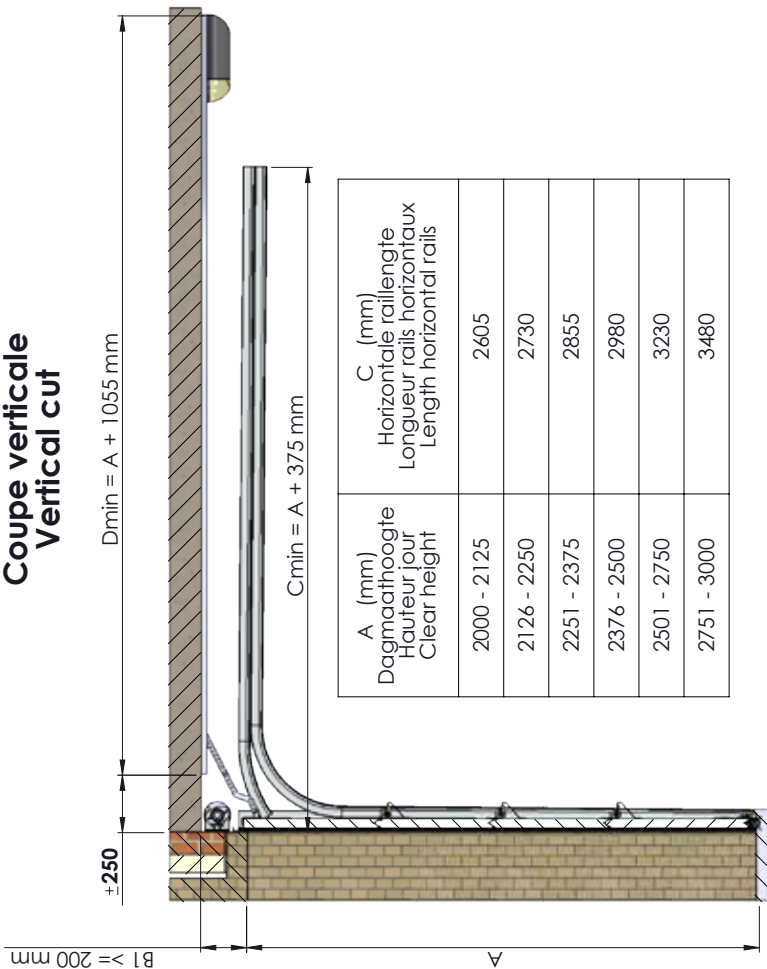 Coupe verticale
Vertical cut
Dmin = A + 1055 mm
Cmin = A + 375 mm
±250
B1 >= 200 mm
A
A (mm)
Dagmaathoogte
Hauteur jour
Clear height
C (mm)
Horizontale raillengte
Longueur rails horizontaux
Length horizontal rails
2000 - 2125 2605
2126 - 2250 2730
2251 - 2375 2855
2376 - 2500 2980
2501 - 2750 3230
2751 - 3000 3480